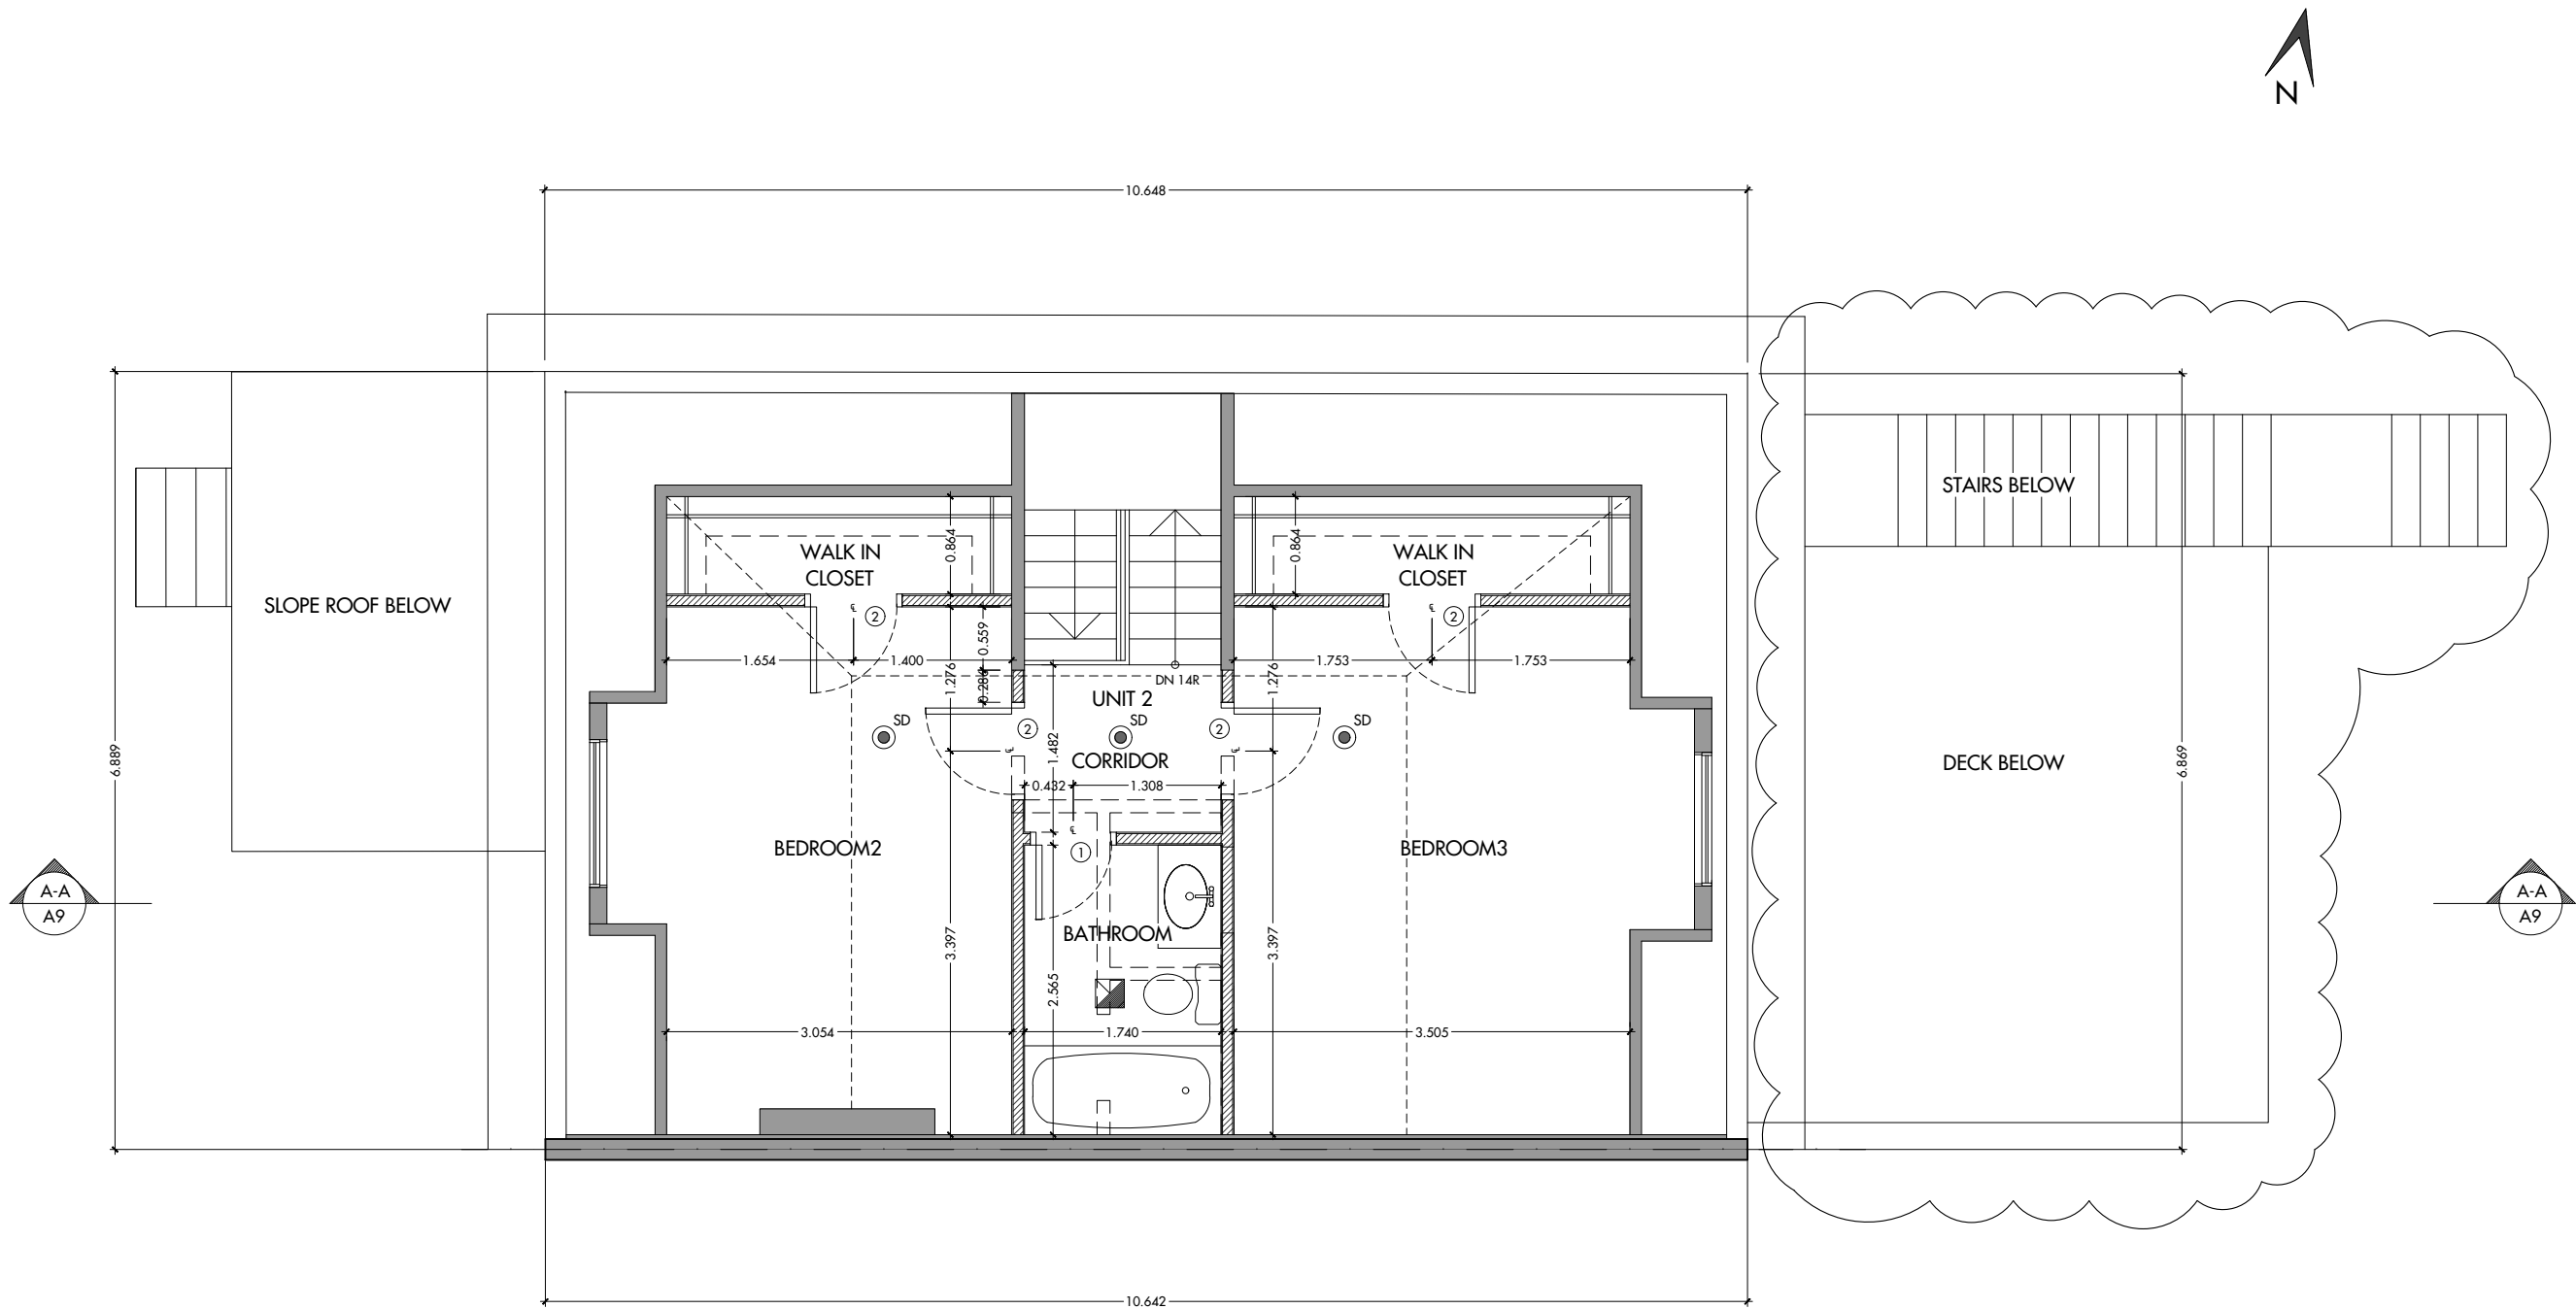 N
10.648
STAIRS BELOW
WALK IN
CLOSET
0.864
0.864
WALK IN
CLOSET
SLOPE ROOF BELOW
2
2
0.559
1.654
1.400
1.276
0.286
1.753
1.753
1.276
DN 14R
UNIT 2
SD
SD
SD
2
2
1.482
CORRIDOR
6.889
6.869
DECK BELOW
0.432
1.308
BEDROOM2
1
BEDROOM3
A-A
A9
A-A
A9
BATHROOM
3.397
3.397
2.565
3.054
1.740
3.505
10.642